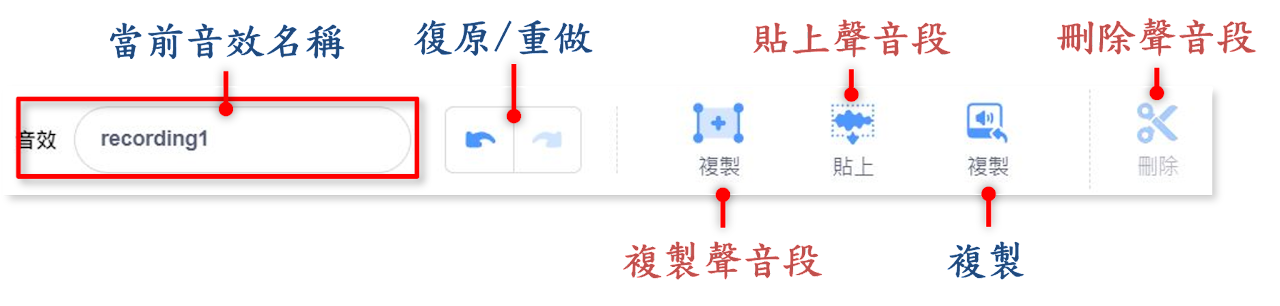 當前音效名稱
復原/重做
貼上聲音段
刪除聲音段
音效
recording1
複製
貼上
複製
刪除
複製聲音段
複製